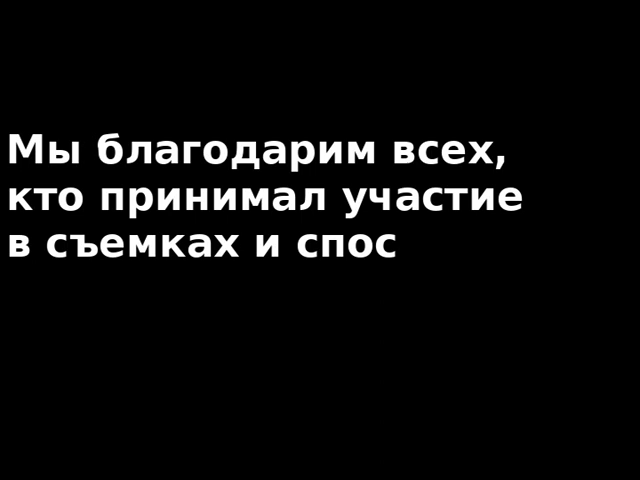 Мы благодарим всех,
кто принимал участие
в съемках и спос